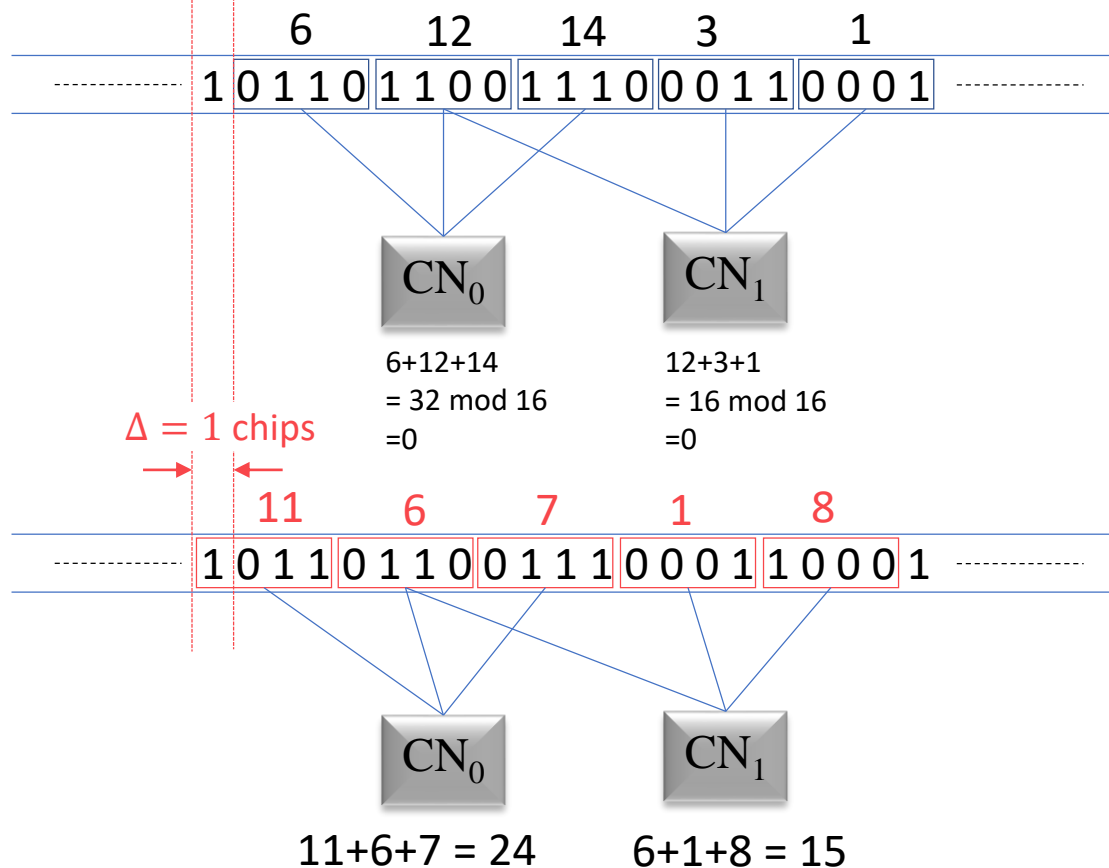 6 12 14 3 1
1 0 1 1 0 1 1 0 0 1 1 1 0 0 0 1 1 0 0 0 1
CN0 CN1
6+12+14 12+3+1
= 32 mod 16 = 16 mod 16
=0 =0
Δ = 1 chips
11 6 7 1 8
1 0 1 1 0 1 1 0 0 1 1 1 0 0 0 1 1 0 0 0 1
CN0 CN1
11+6+7 = 24 6+1+8 = 15